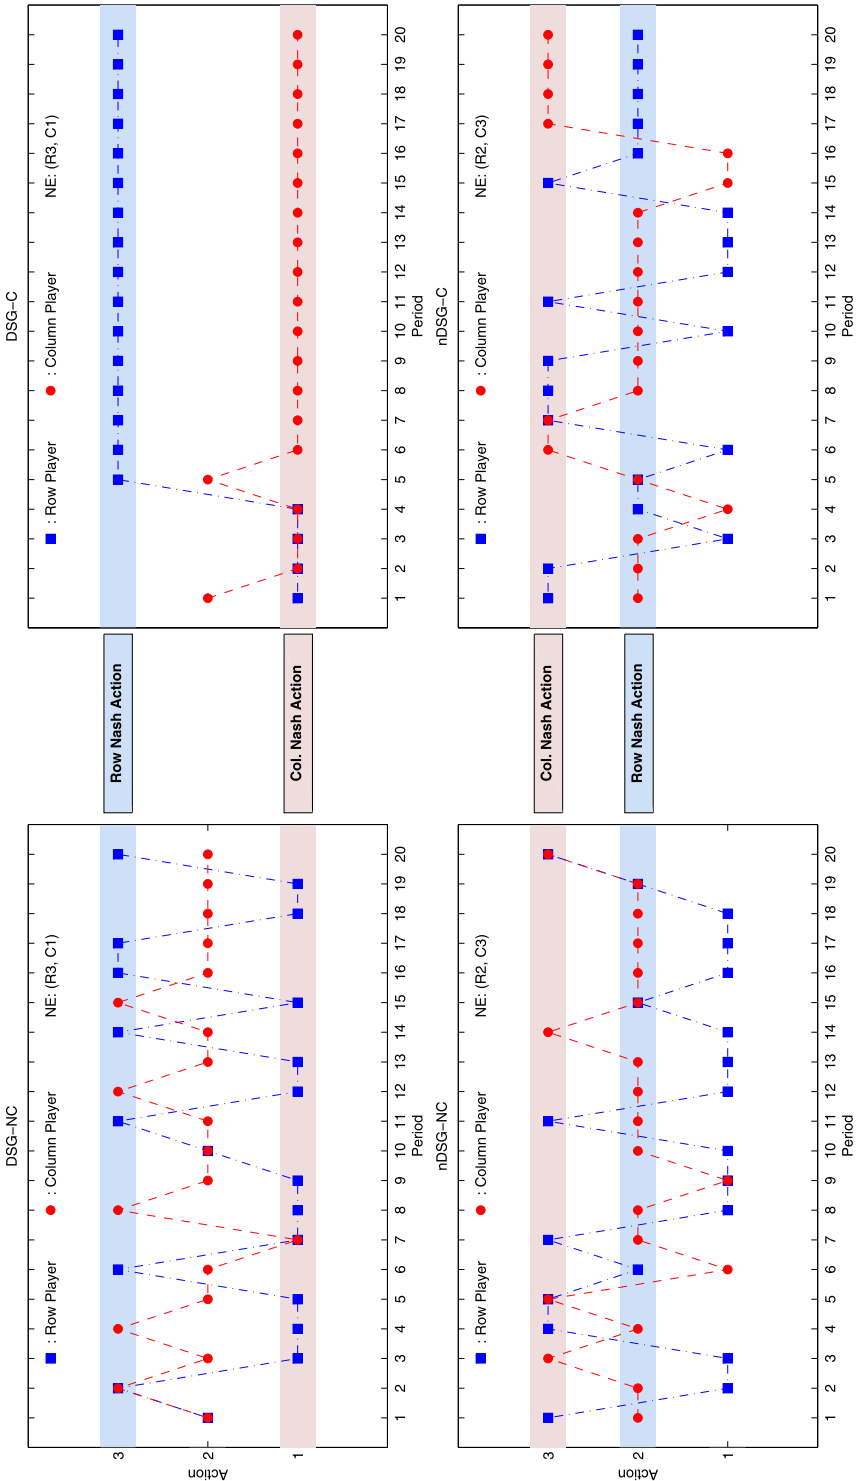 DSG−NC
■ : Row Player ● : Column Player NE: (R3, C1)
3
2
1
Action
1 2 3 4 5 6 7 8 9 10 11 12 13 14 15 16 17 18 19 20
Period
Row Nash Action
Col. Nash Action
DSG−C
■ : Row Player ● : Column Player NE: (R3, C1)
1 2 3 4 5 6 7 8 9 10 11 12 13 14 15 16 17 18 19 20
Period
nDSG−NC
■ : Row Player ● : Column Player NE: (R2, C3)
3
2
1
Action
1 2 3 4 5 6 7 8 9 10 11 12 13 14 15 16 17 18 19 20
Period
Col. Nash Action
Row Nash Action
nDSG−C
■ : Row Player ● : Column Player NE: (R2, C3)
1 2 3 4 5 6 7 8 9 10 11 12 13 14 15 16 17 18 19 20
Period